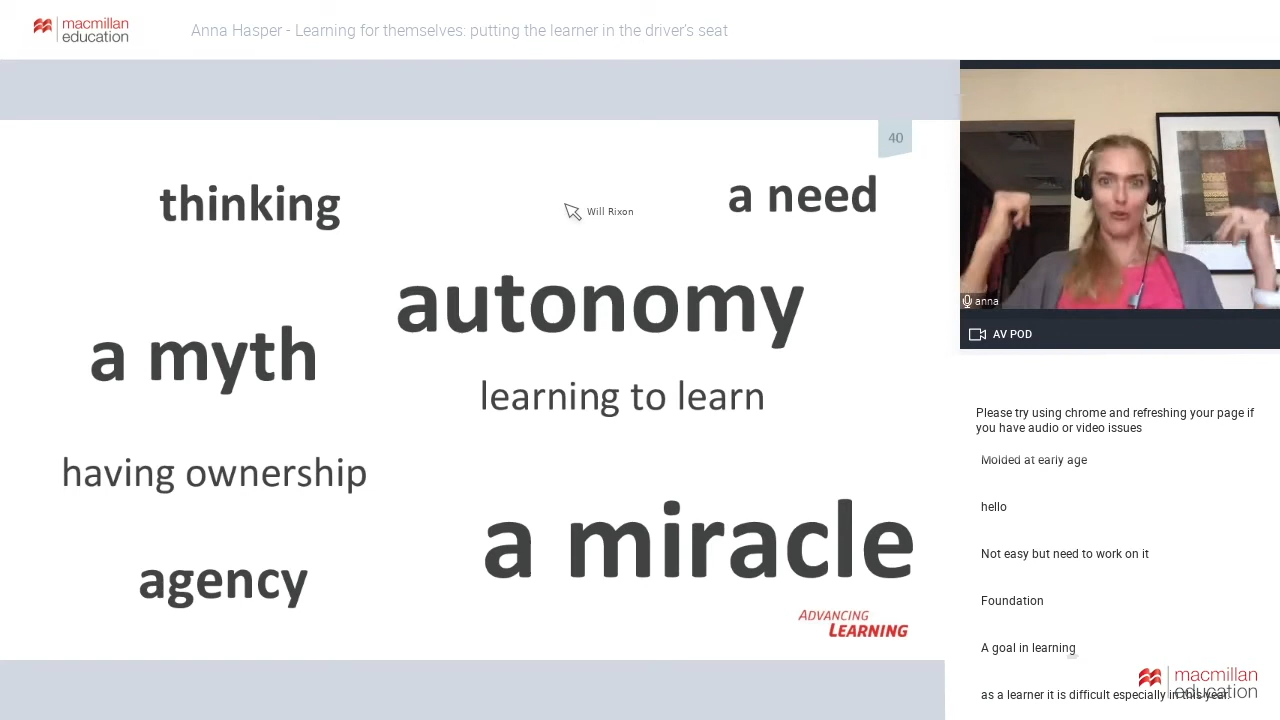 macmillan
education
Anna Hasper - Learning for themselves: putting the learner in the driver's seat
40
thinking
a need
Will Rixon
autonomy
a myth
learning to learn
having ownership
a miracle
agency
ADVANCING
LEARNING
anna
AV POD
Please try using chrome and refreshing your page if
you have audio or video issues
Molded at early age
hello
Not easy but need to work on it
Foundation
A goal in learning
as a learner it is difficult especially in this year.
macmillan
education